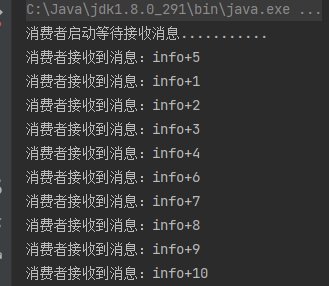 C:\Java\jdk1.8.0_291\bin\java.exe ...
消费者启动等待接收消息...........
消费者接收到消息：info+5
消费者接收到消息：info+1
消费者接收到消息：info+2
消费者接收到消息：info+3
消费者接收到消息：info+4
消费者接收到消息：info+6
消费者接收到消息：info+7
消费者接收到消息：info+8
消费者接收到消息：info+9
消费者接收到消息：info+10